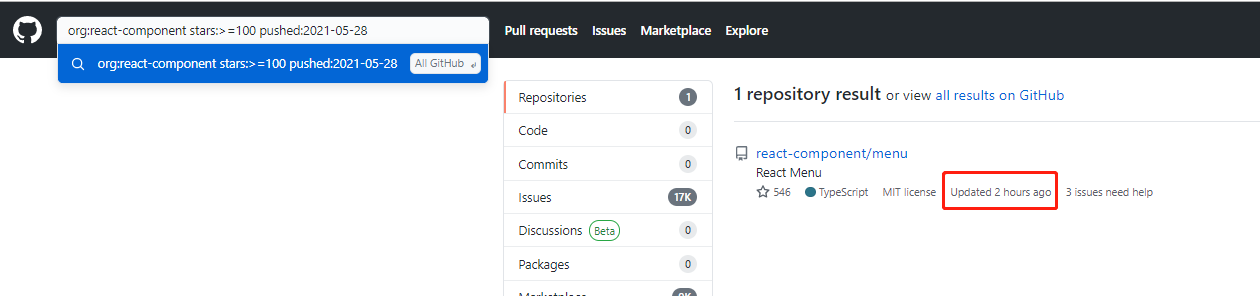 org:react-component stars:>=100 pushed:2021-05-28
Pull requests Issues Marketplace Explore
org:react-component stars:>=100 pushed:2021-05-28 All GitHub ↲
Repositories 1
Code 0
Commits 0
Issues 17K
Discussions Beta 0
Packages 0
1 repository result or view all results on GitHub
react-component/menu
React Menu
546 TypeScript MIT license Updated 2 hours ago 3 issues need help